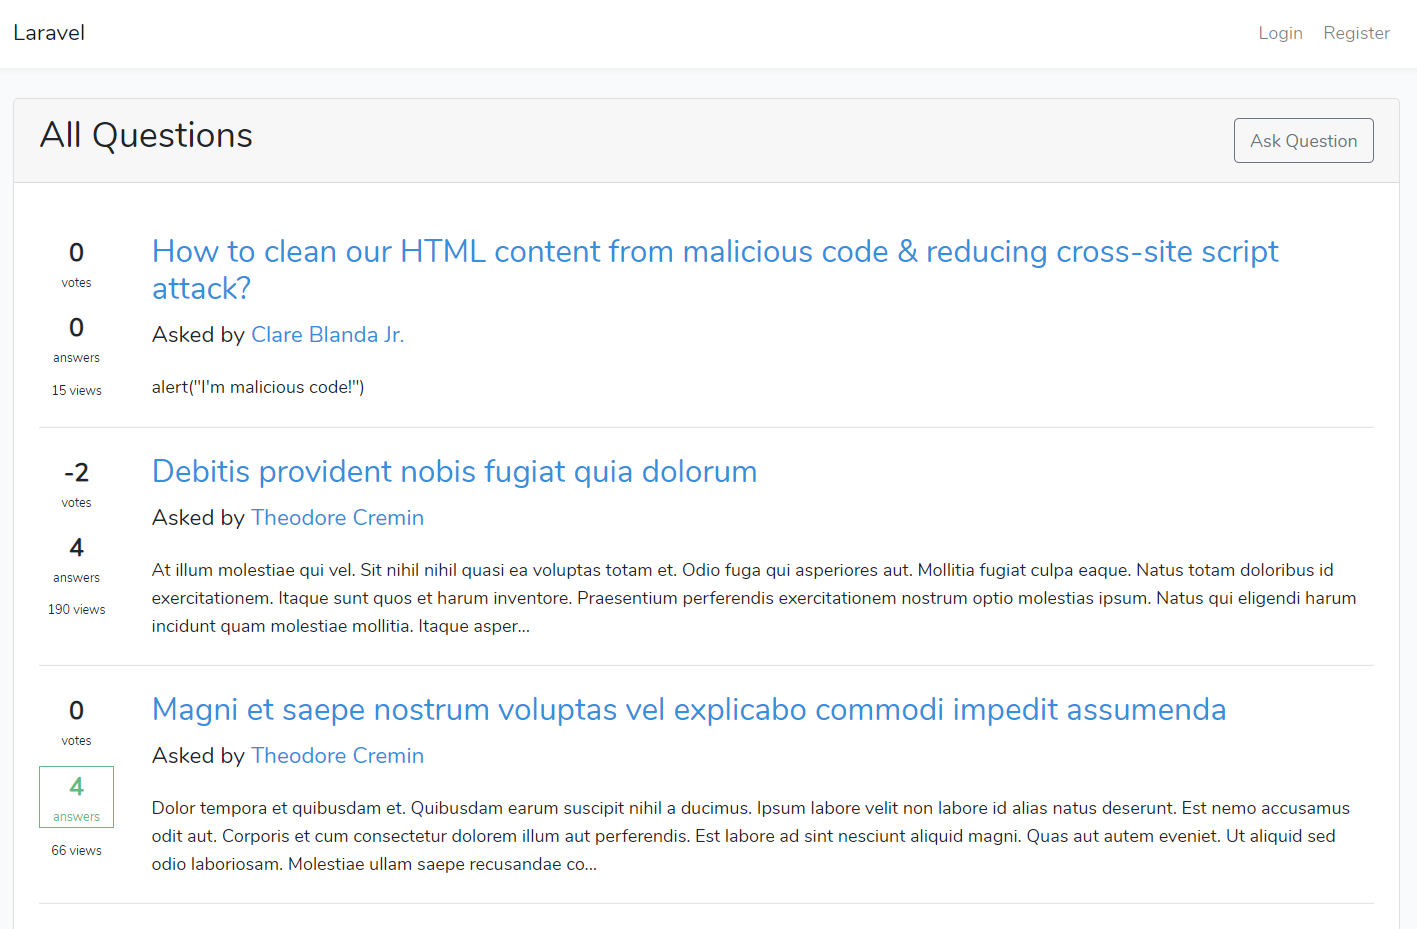 Laravel
Login Register
All Questions
Ask Question
0
votes
0
answers
15 views
How to clean our HTML content from malicious code & reducing cross-site script
attack?
Asked by Clare Blanda Jr.
alert("I'm malicious code!")
-2
votes
4
answers
190 views
Debitis provident nobis fugiat quia dolorum
Asked by Theodore Cremin
At illum molestiae qui vel. Sit nihil nihil quasi ea voluptas totam et. Odio fuga qui asperiores aut. Mollitia fugiat culpa eaque. Natus totam doloribus id
exercitationem. Itaque sunt quos et harum inventore. Praesentium perferendis exercitationem nostrum optio molestias ipsum. Natus qui eligendi harum
incidunt quam molestiae mollitia. Itaque asper...
0
votes
4
answers
66 views
Magni et saepe nostrum voluptas vel explicabo commodi impedit assumenda
Asked by Theodore Cremin
Dolor tempora et quibusdam et. Quibusdam earum suscipit nihil a ducimus. Ipsum labore velit non labore id alias natus deserunt. Est nemo accusamus
odit aut. Corporis et cum consectetur dolorem illum aut perferendis. Est labore ad sint nesciunt aliquid magni. Quas aut autem eveniet. Ut aliquid sed
odio laboriosam. Molestiae ullam saepe recusandae co...